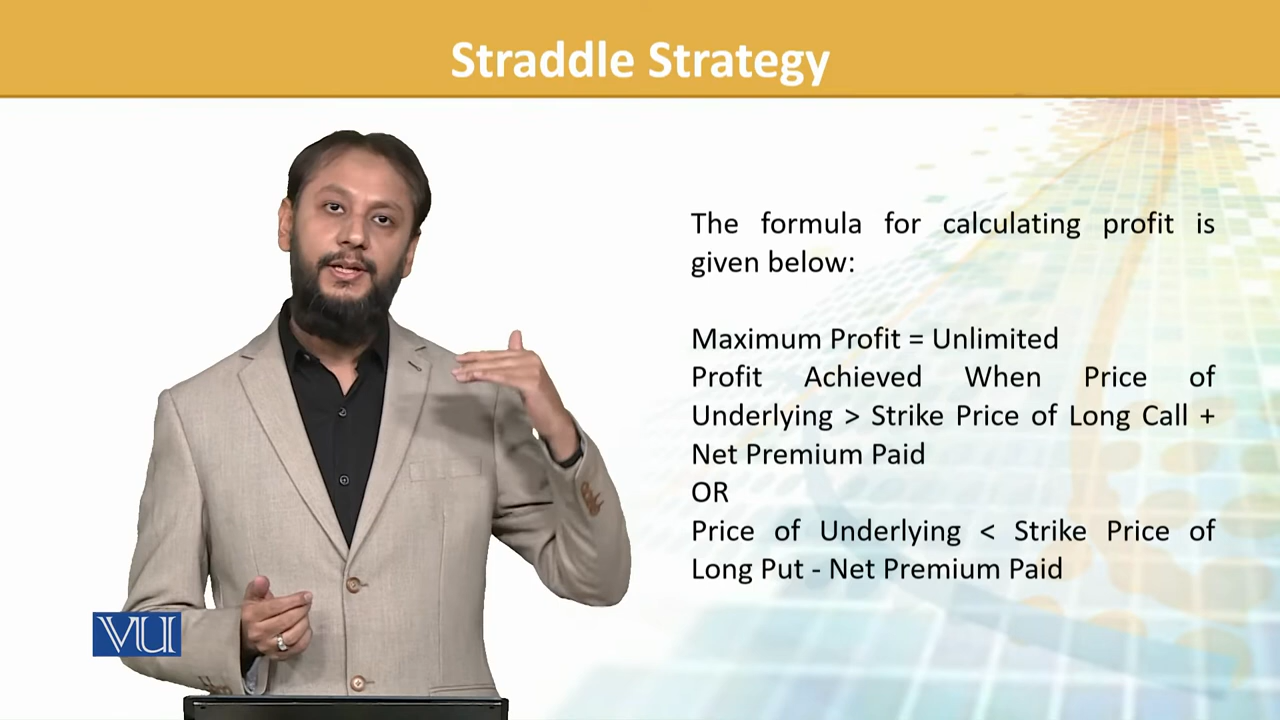 Straddle Strategy
The formula for calculating profit is
given below:
Maximum Profit = Unlimited
Profit Achieved When Price of
Underlying > Strike Price of Long Call +
Net Premium Paid
OR
Price of Underlying < Strike Price of
Long Put - Net Premium Paid
VU